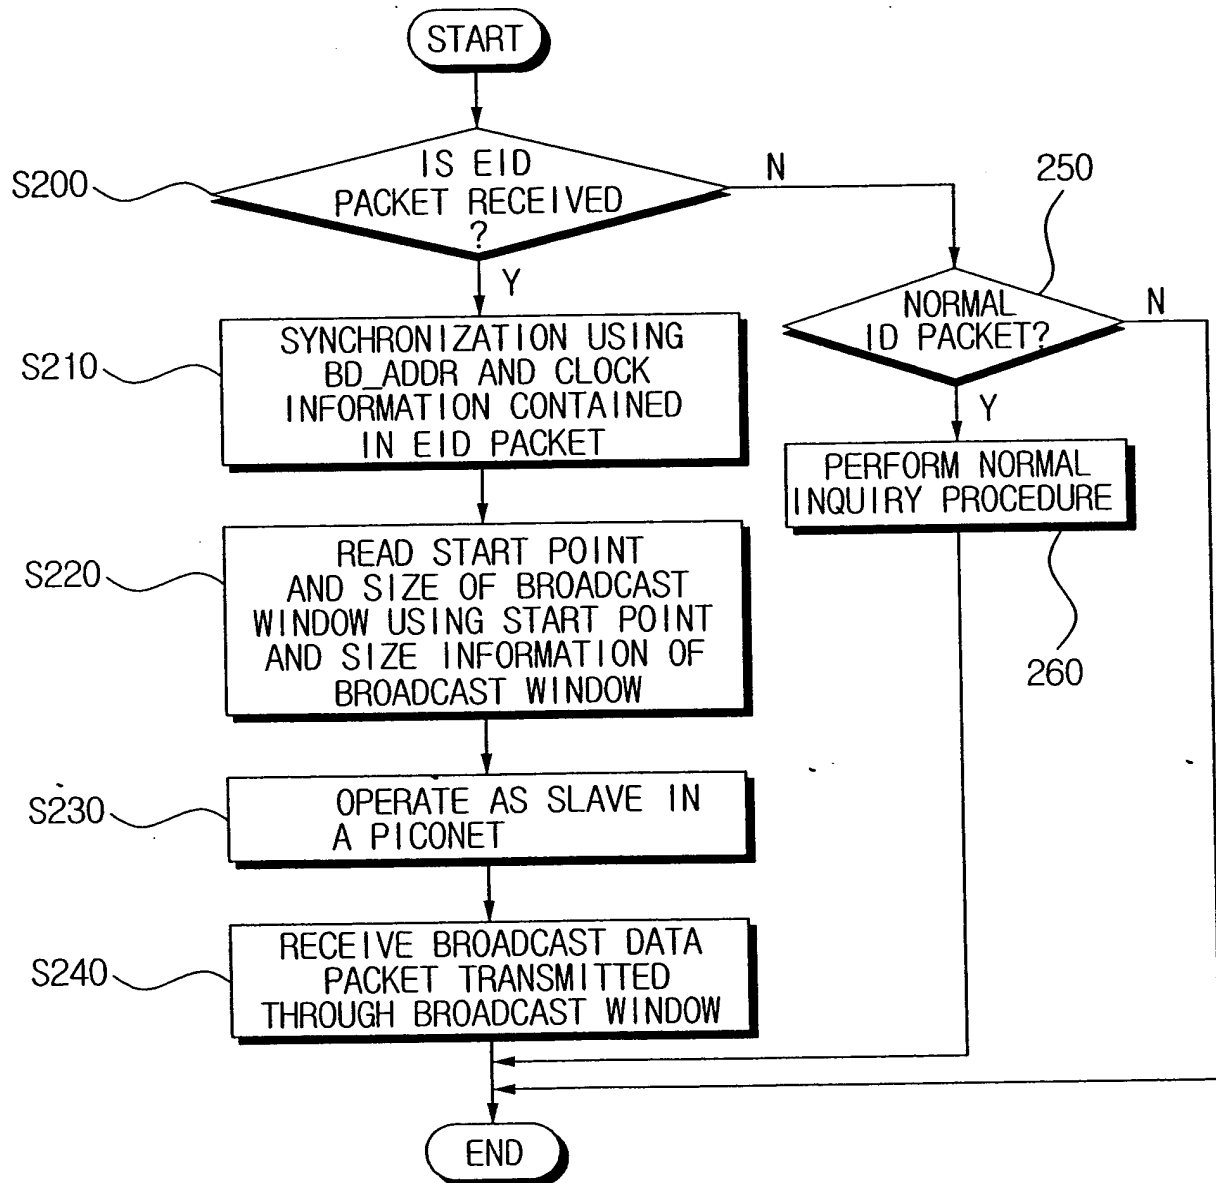 START
S200
IS EID
PACKET RECEIVED
?
N
Y
250
NORMAL
ID PACKET?
N
Y
S210
SYNCHRONIZATION USING
BD_ADDR AND CLOCK
INFORMATION CONTAINED
IN EID PACKET
PERFORM NORMAL
INQUIRY PROCEDURE
260
S220
READ START POINT
AND SIZE OF BROADCAST
WINDOW USING START POINT
AND SIZE INFORMATION OF
BROADCAST WINDOW
S230
OPERATE AS SLAVE IN
A PICONET
S240
RECEIVE BROADCAST DATA
PACKET TRANSMITTED
THROUGH BROADCAST WINDOW
END